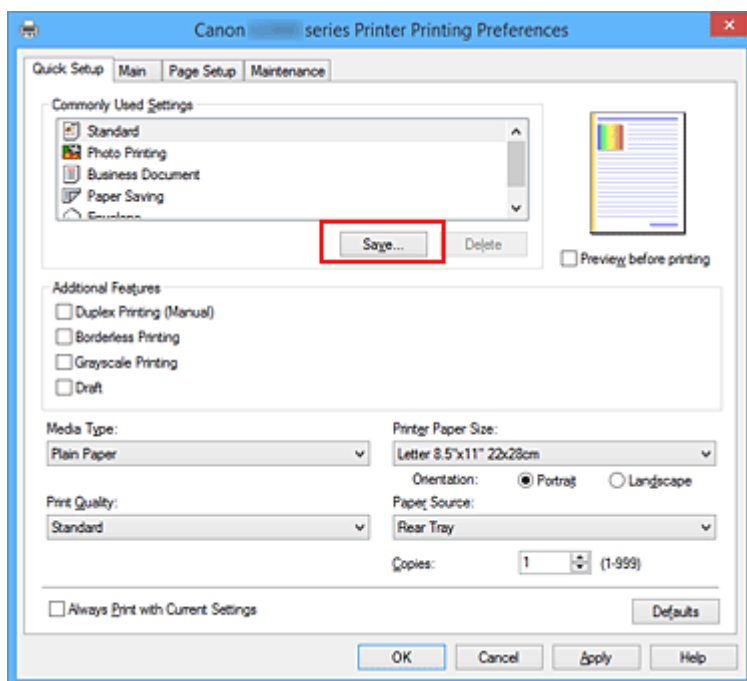 Canon series Printer Printing Preferences
Quick Setup Main Page Setup Maintenance
Commonly Used Settings
Standard
Photo Printing
Business Document
Paper Saving
Envelope
Save... Delete
Preview before printing
Additional Features
Duplex Printing (Manual)
Borderless Printing
Grayscale Printing
Draft
Media Type:
Plain Paper
Printer Paper Size:
Letter 8.5"x11" 22x28cm
Orientation: Portrait Landscape
Print Quality:
Standard
Paper Source:
Rear Tray
Copies: 1 (1-999)
Always Print with Current Settings
Defaults
OK Cancel Apply Help